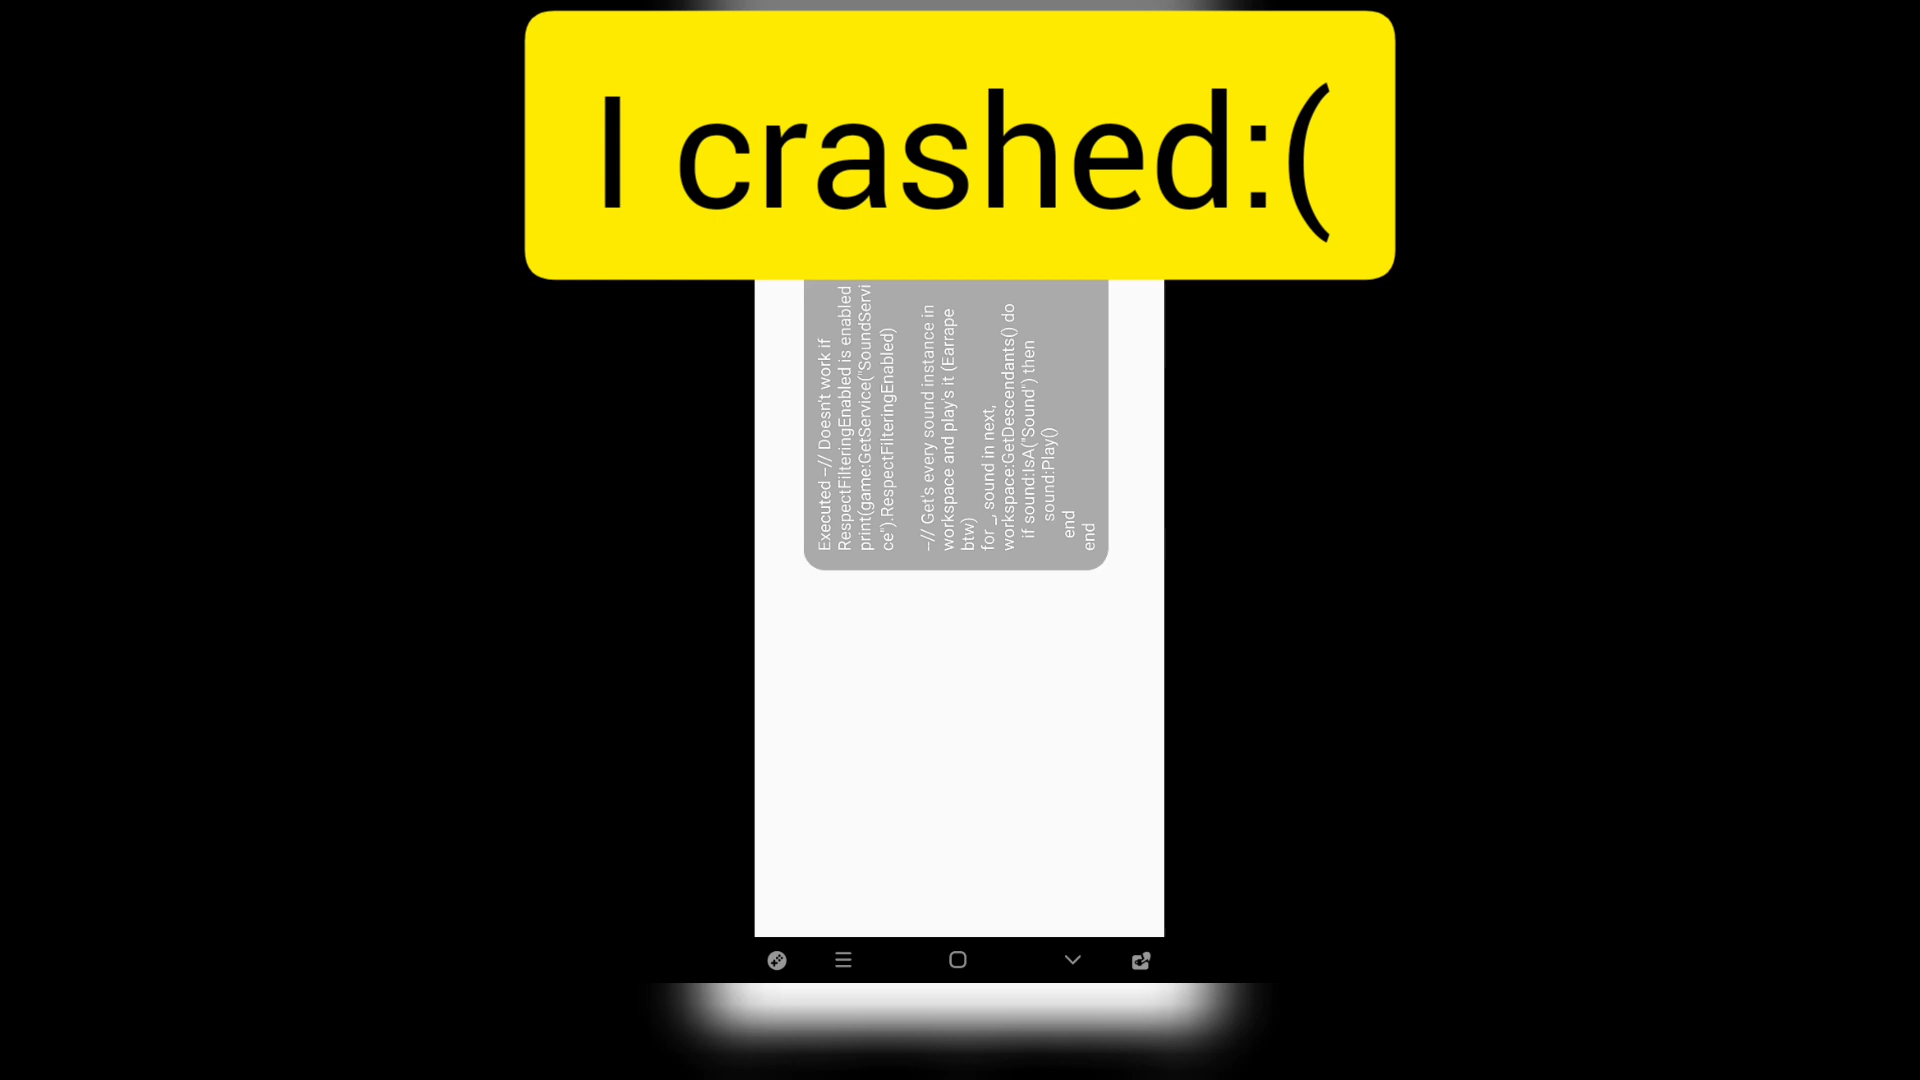 I crashed:(
Executed –// Doesn't work if
RespectFilteringEnabled is enabled
print(game:GetService("SoundServi
ce").RespectFilteringEnabled)
–// Get's every sound instance in
workspace and play's it (Earrape
btw)
for _, sound in next,
workspace:GetDescendants() do
if sound:IsA("Sound") then
sound:Play()
end
end